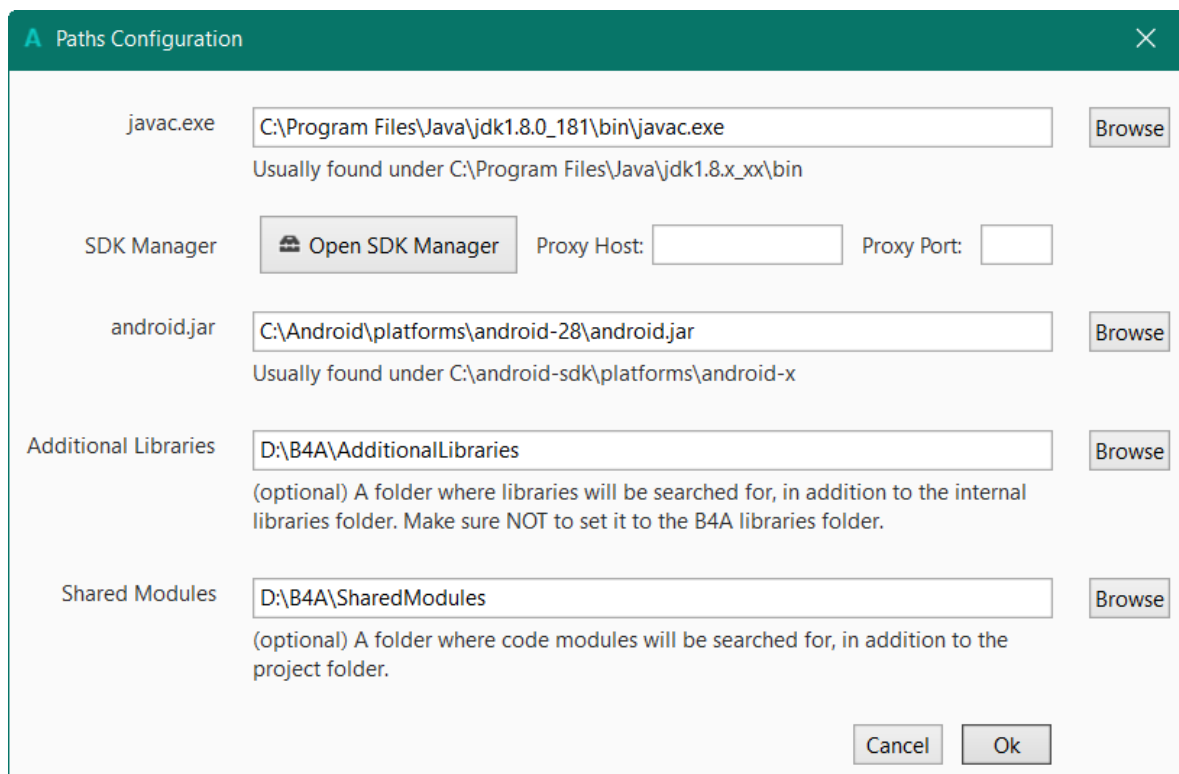 A Paths Configuration
javac.exe C:\Program Files\Java\jdk1.8.0_181\bin\javac.exe Browse
Usually found under C:\Program Files\Java\jdk1.8.x_xx\bin
SDK Manager Open SDK Manager Proxy Host: Proxy Port:
android.jar C:\Android\platforms\android-28\android.jar Browse
Usually found under C:\android-sdk\platforms\android-x
Additional Libraries D:\B4A\AdditionalLibraries Browse
(optional) A folder where libraries will be searched for, in addition to the internal
libraries folder. Make sure NOT to set it to the B4A libraries folder.
Shared Modules D:\B4A\SharedModules Browse
(optional) A folder where code modules will be searched for, in addition to the
project folder.
Cancel Ok